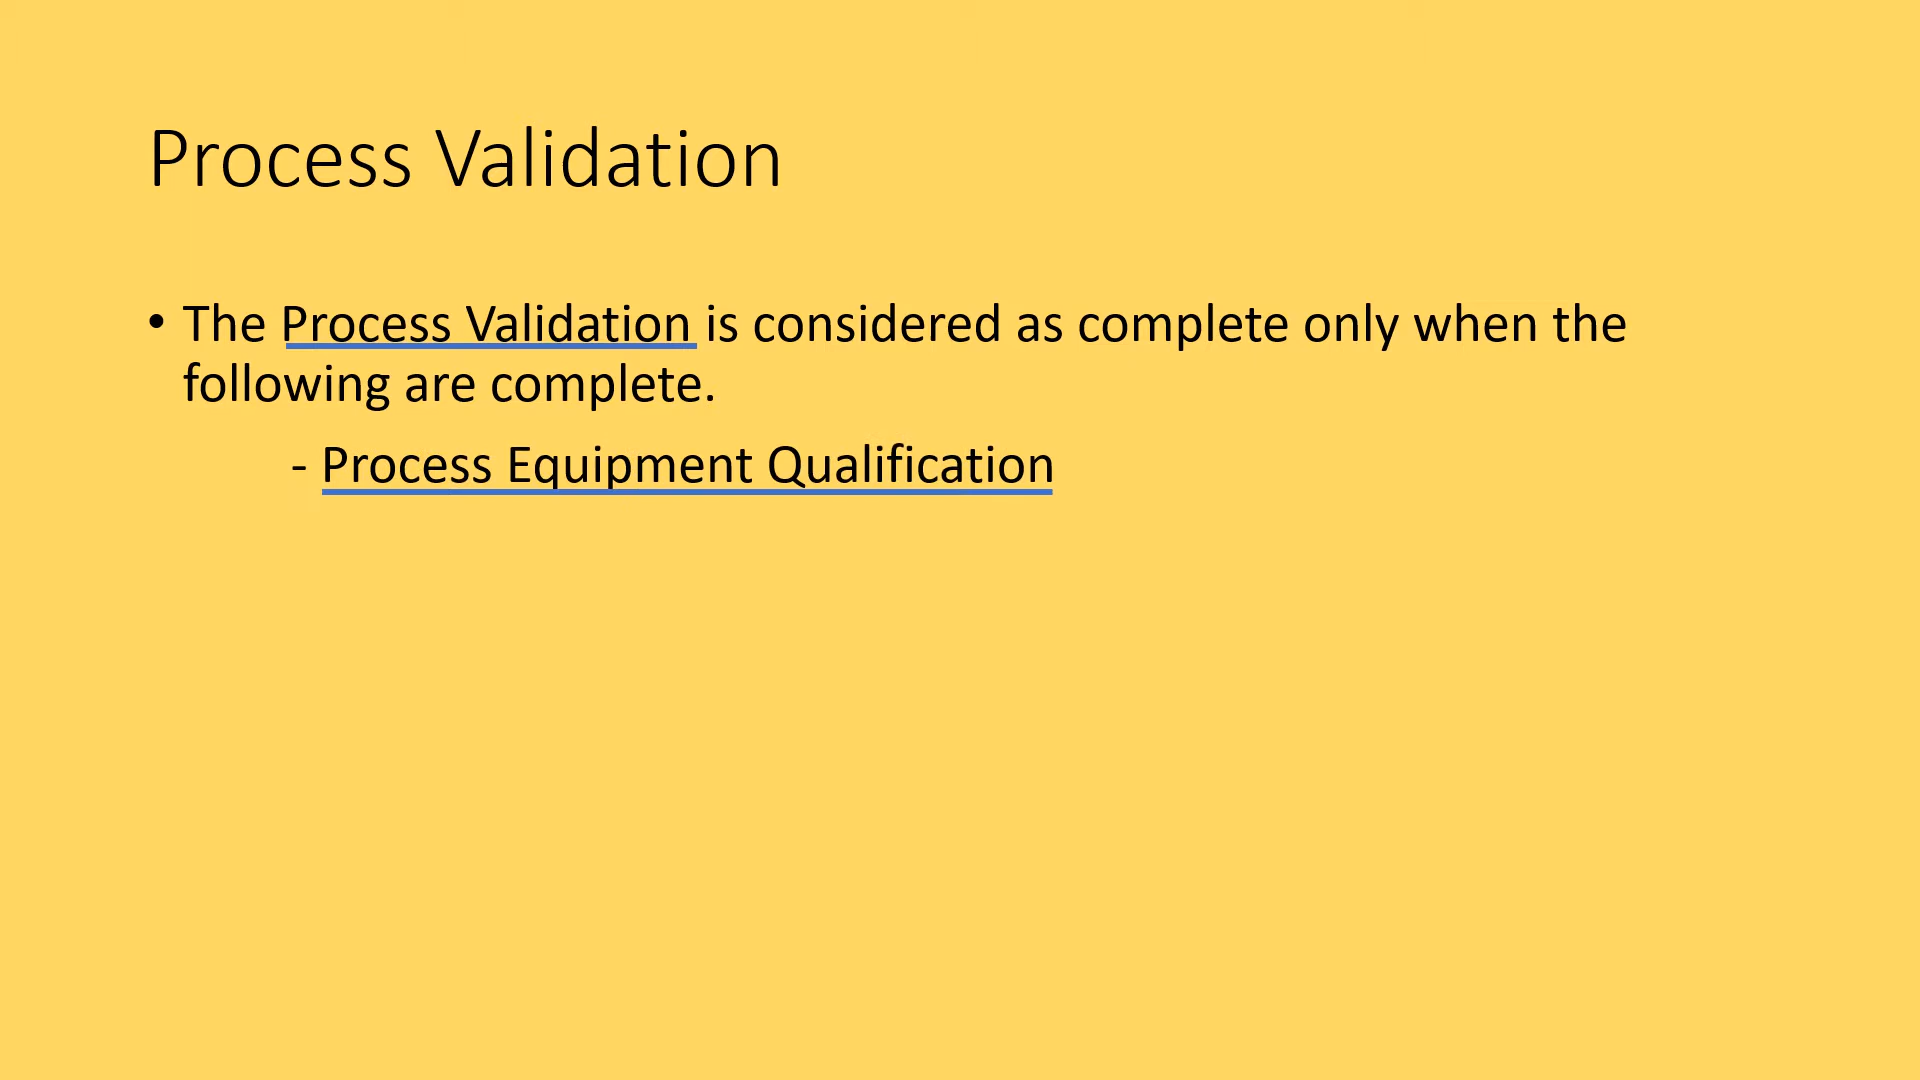 Process Validation
• The Process Validation is considered as complete only when the
following are complete.
- Process Equipment Qualification